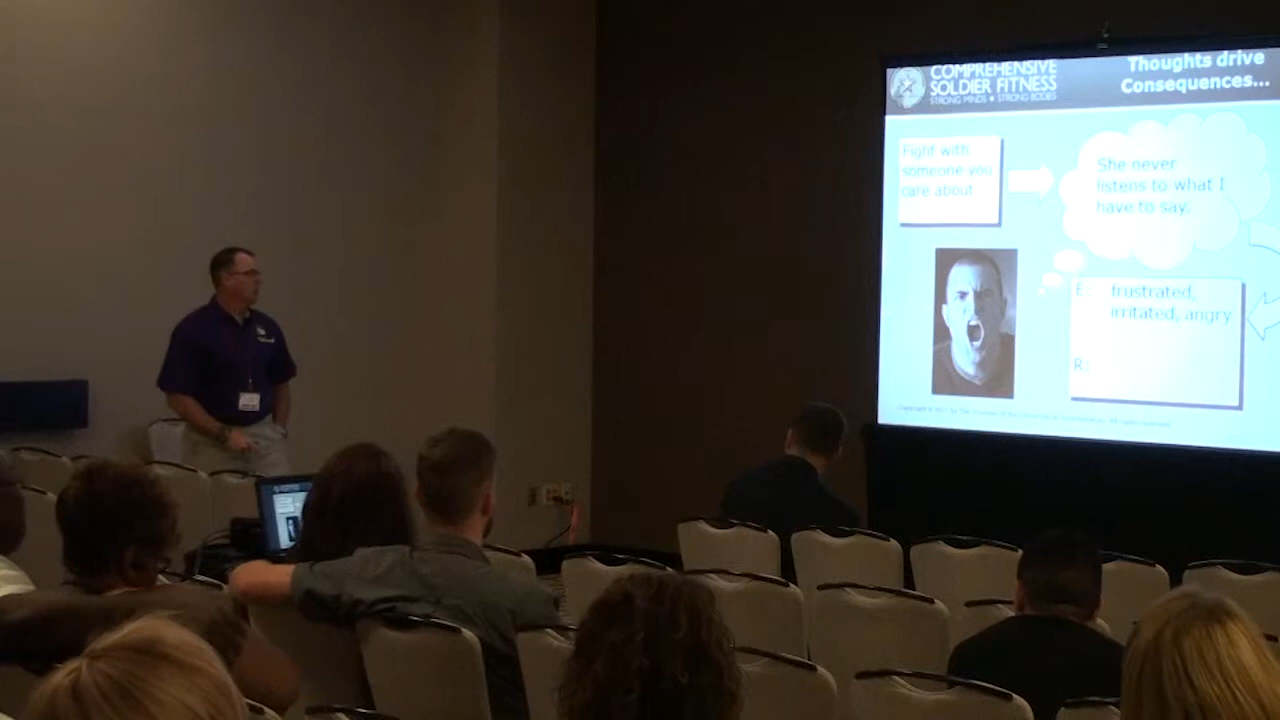 COMPREHENSIVE
SOLDIER FITNESS
STRONG MINDS ★ STRONG BODIES
Thoughts drive
Consequences...
Fight with
someone you
care about
She never
listens to what I
have to say.
E: frustrated,
irritated, angry
R: